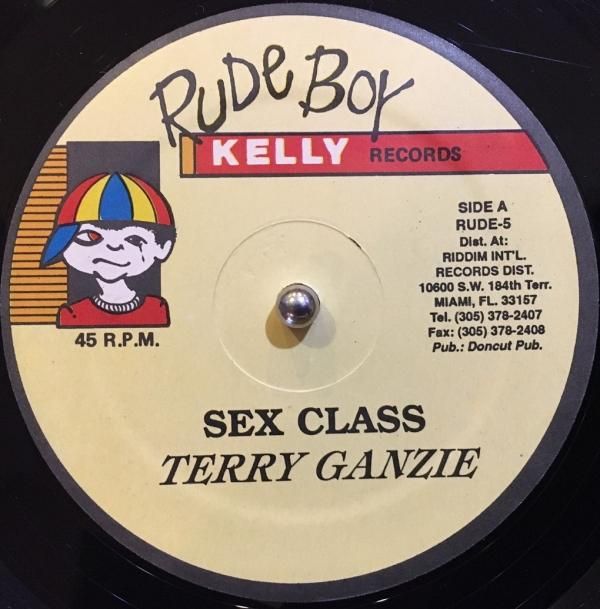 RUDE BOY
KELLY RECORDS
SIDE A
RUDE-5
Dist. At:
RIDDIM INT'L.
RECORDS DIST.
10600 S.W. 184th Terr.
MIAMI, FL. 33157
Tel. (305) 378-2407
Fax: (305) 378-2408
Pub.: Doncut Pub.
45 R.P.M.
SEX CLASS
TERRY GANZIE